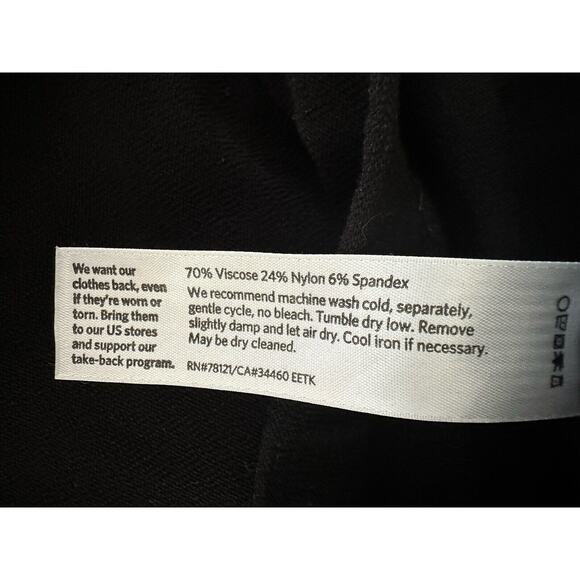 We want our
clothes back, even
if they're worn or
torn. Bring them
to our US stores
and support our
take-back program.
70% Viscose 24% Nylon 6% Spandex
We recommend machine wash cold, separately,
gentle cycle, no bleach. Tumble dry low. Remove
slightly damp and let air dry. Cool iron if necessary.
May be dry cleaned.
RN#78121/CA#34460 EETK